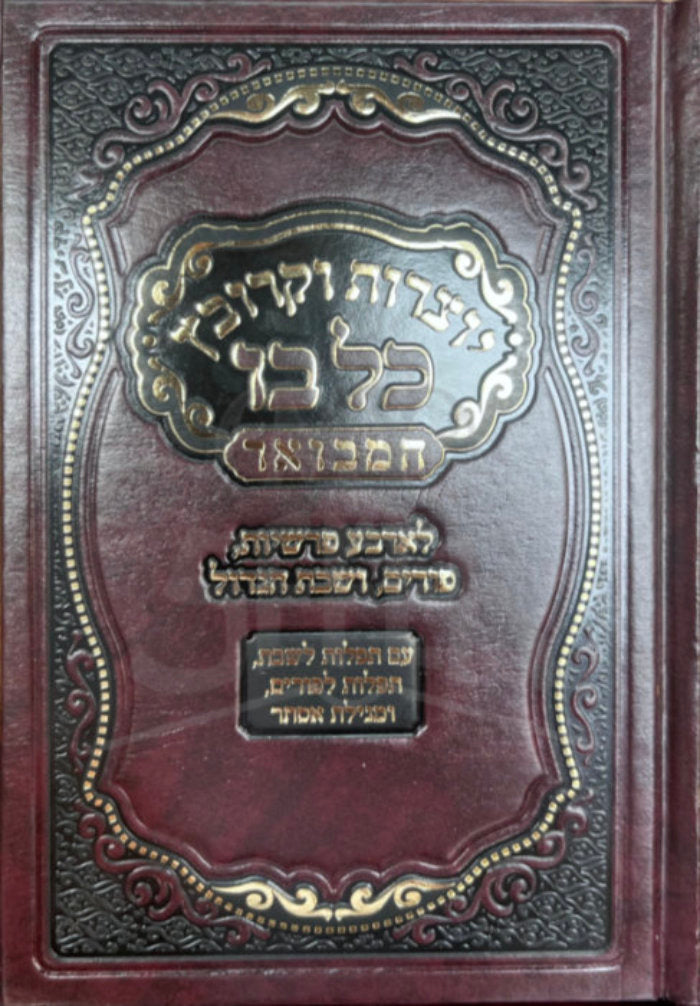 יוצרות וקרובץ
כל בו
המבואר
לארבע פרשיות,
פורים, ושבת הגדול
עם תפלות לשבת,
תפלות לפורים,
ומגילת אסתר